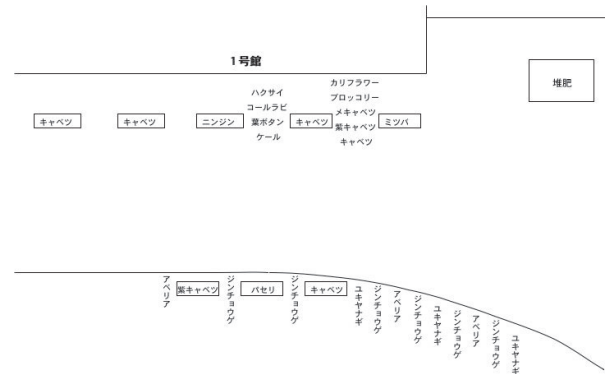 1号館
堆肥
カリフラワー
ブロッコリー
メキャベツ
紫キャベツ
キャベツ
ハクサイ
コールラビ
葉ボタン
ケール
キャベツ
キャベツ
ニンジン
キャベツ
ミツバ
アベリア
紫キャベツ
ジンチョウゲ
パセリ
ジンチョウゲ
キャベツ
ユキヤナギ
ジンチョウゲ
アベリア
ジンチョウゲ
ユキヤナギ
ジンチョウゲ
アベリア
ジンチョウゲ
ユキヤナギ